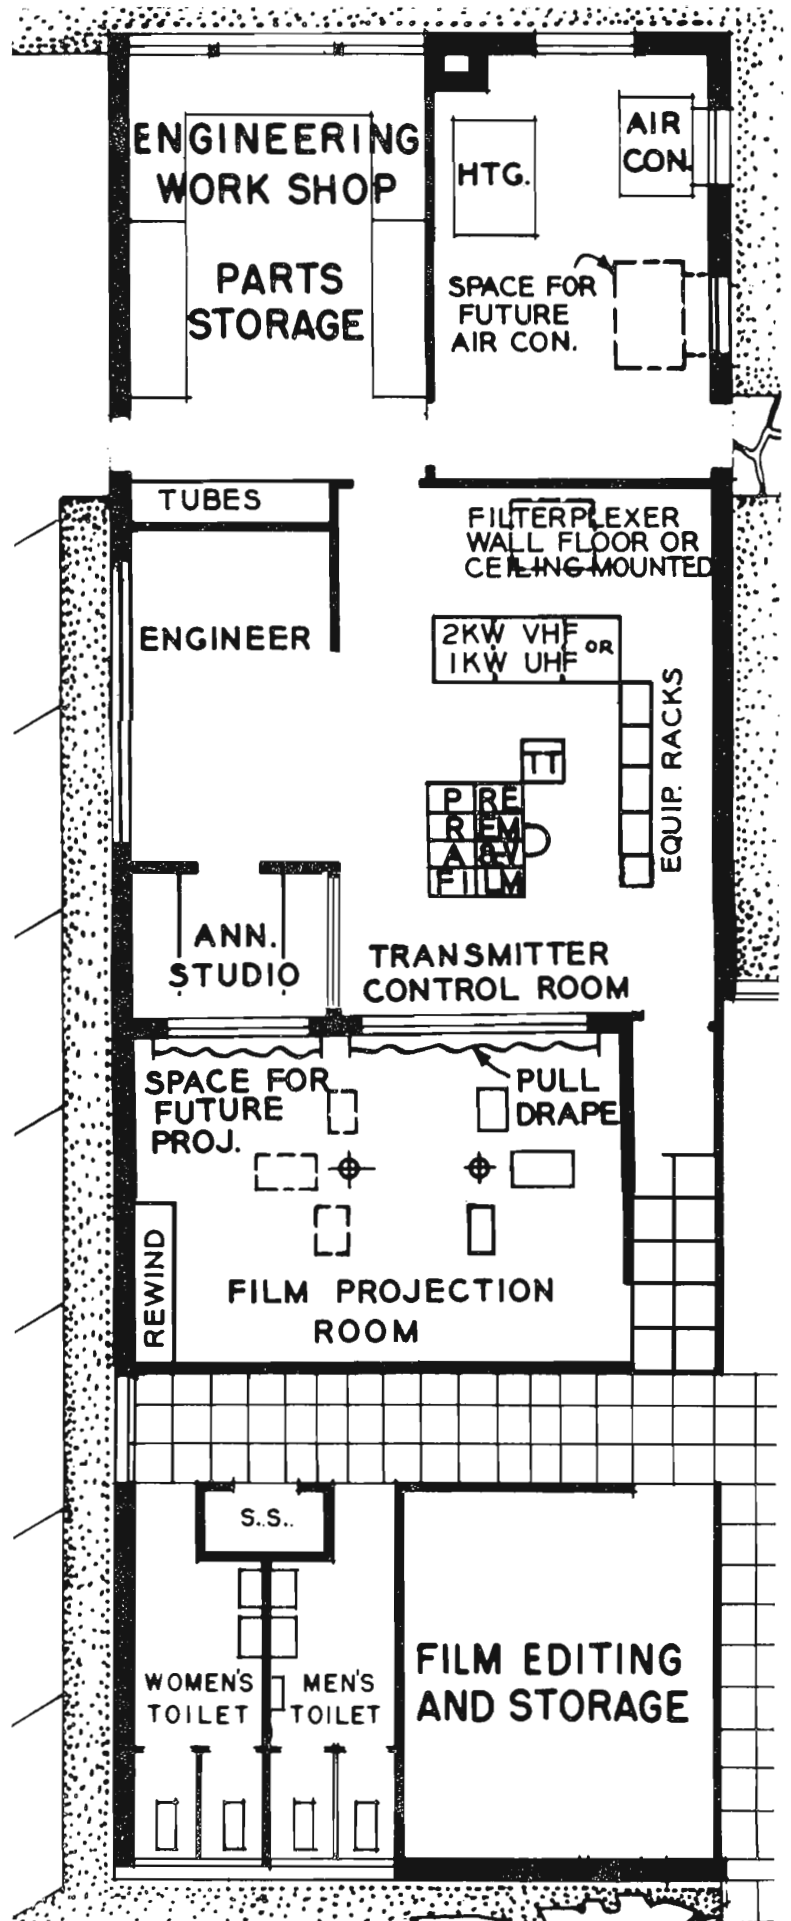 ENGINEERING
WORK SHOP
PARTS
STORAGE
HTG.
AIR
CON.
SPACE FOR
FUTURE
AIR CON.
TUBES
FILTERPLEXER
WALL FLOOR OR
CEILING MOUNTED
ENGINEER
2KW VHF OR
1KW UHF
EQUIP. RACKS
TT
P RE
R EM
A &V
FILM
ANN.
STUDIO
TRANSMITTER
CONTROL ROOM
SPACE FOR
FUTURE
PROJ.
PULL
DRAPE
REWIND
FILM PROJECTION
ROOM
S.S..
WOMEN'S
TOILET
MEN'S
TOILET
FILM EDITING
AND STORAGE